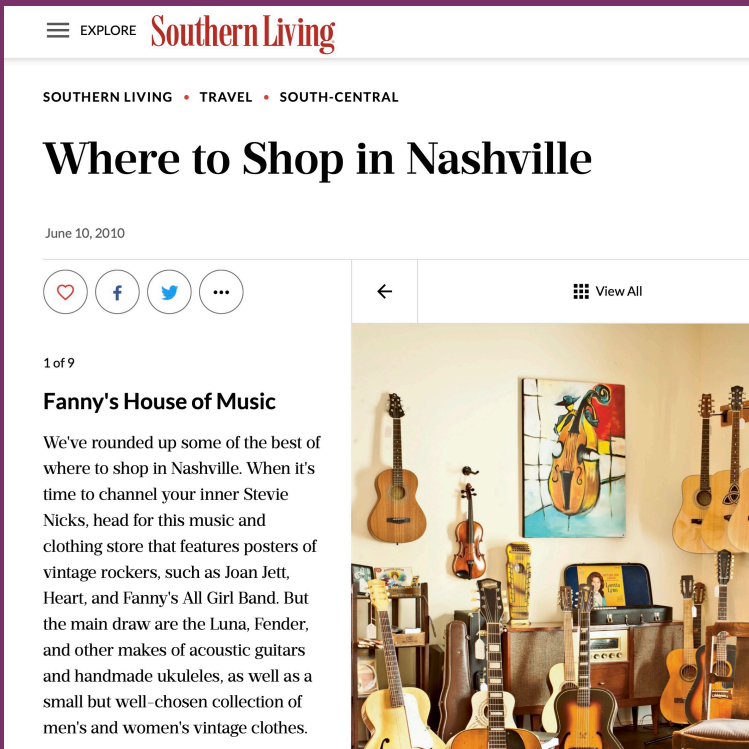 EXPLORE Southern Living
SOUTHERN LIVING • TRAVEL • SOUTH-CENTRAL
Where to Shop in Nashville
June 10, 2010
View All
1 of 9
Fanny's House of Music
We've rounded up some of the best of
where to shop in Nashville. When it's
time to channel your inner Stevie
Nicks, head for this music and
clothing store that features posters of
vintage rockers, such as Joan Jett,
Heart, and Fanny's All Girl Band. But
the main draw are the Luna, Fender,
and other makes of acoustic guitars
and handmade ukuleles, as well as a
small but well-chosen collection of
men's and women's vintage clothes.
Loretta
Lynn